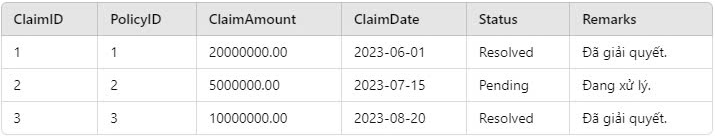 ClaimID PolicyID ClaimAmount ClaimDate Status Remarks
1 1 20000000.00 2023-06-01 Resolved Đã giải quyết.
2 2 5000000.00 2023-07-15 Pending Đang xử lý.
3 3 10000000.00 2023-08-20 Resolved Đã giải quyết.